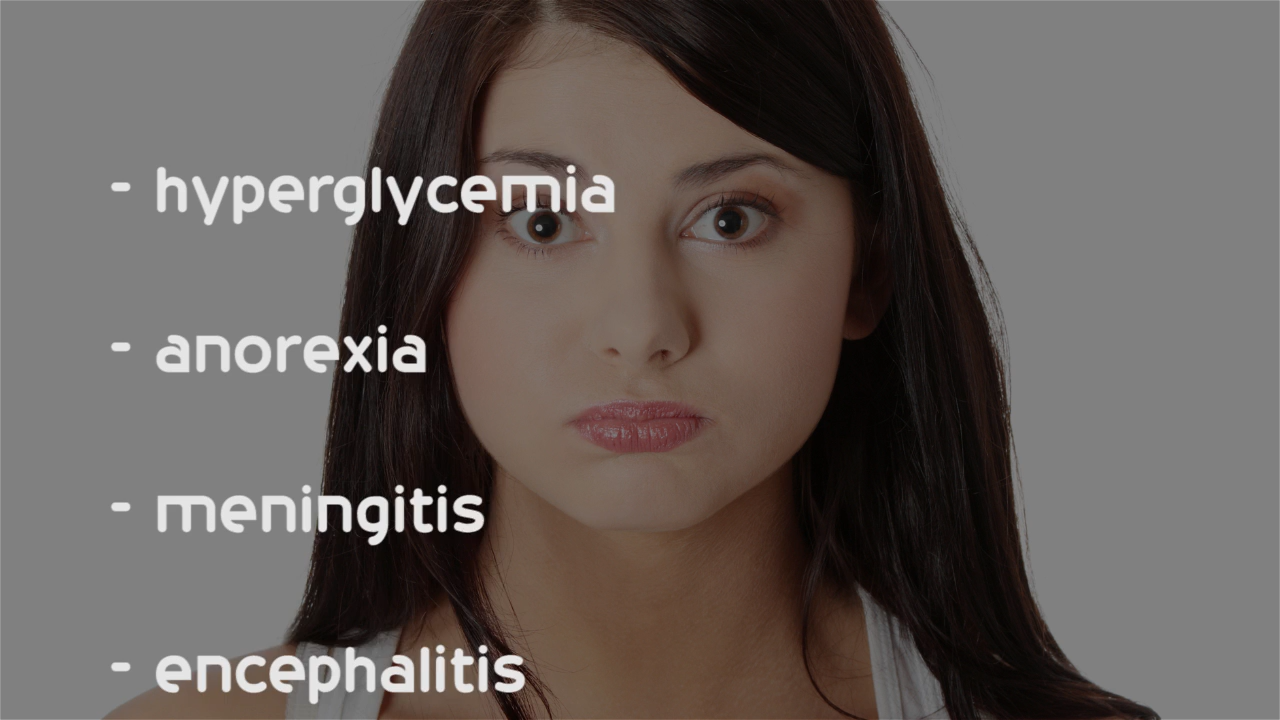 - hyperglycemia
- anorexia
- meningitis
- encephalitis